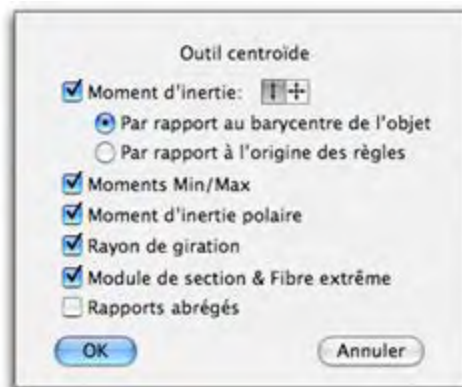 Outil centroïde
Moment d'inertie:
Par rapport au barycentre de l'objet
Par rapport à l'origine des règles
Moments Min/Max
Moment d'inertie polaire
Rayon de giration
Module de section & Fibre extrême
Rapports abrégés
OK
Annuler